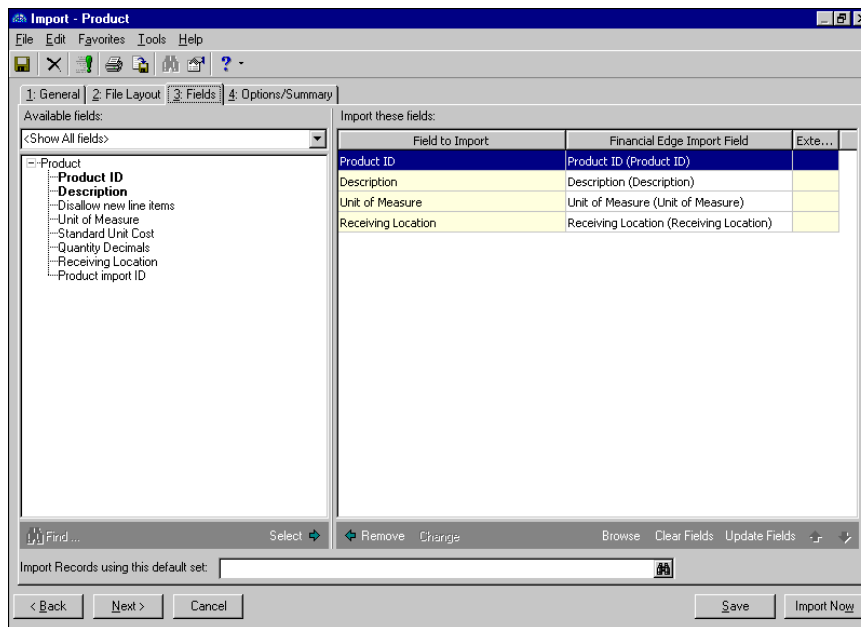 Import - Product
File Edit Favorites Tools Help
1: General 2: File Layout 3: Fields 4: Options/Summary
Available fields:
<Show All fields>
Product
Product ID
Description
Disallow new line items
Unit of Measure
Standard Unit Cost
Quantity Decimals
Receiving Location
Product import ID
Find ... Select
Import these fields:
Field to Import Financial Edge Import Field Exte...
Product ID Product ID (Product ID)
Description Description (Description)
Unit of Measure Unit of Measure (Unit of Measure)
Receiving Location Receiving Location (Receiving Location)
Remove Change Browse Clear Fields Update Fields
Import Records using this default set:
< Back Next > Cancel Save Import Now